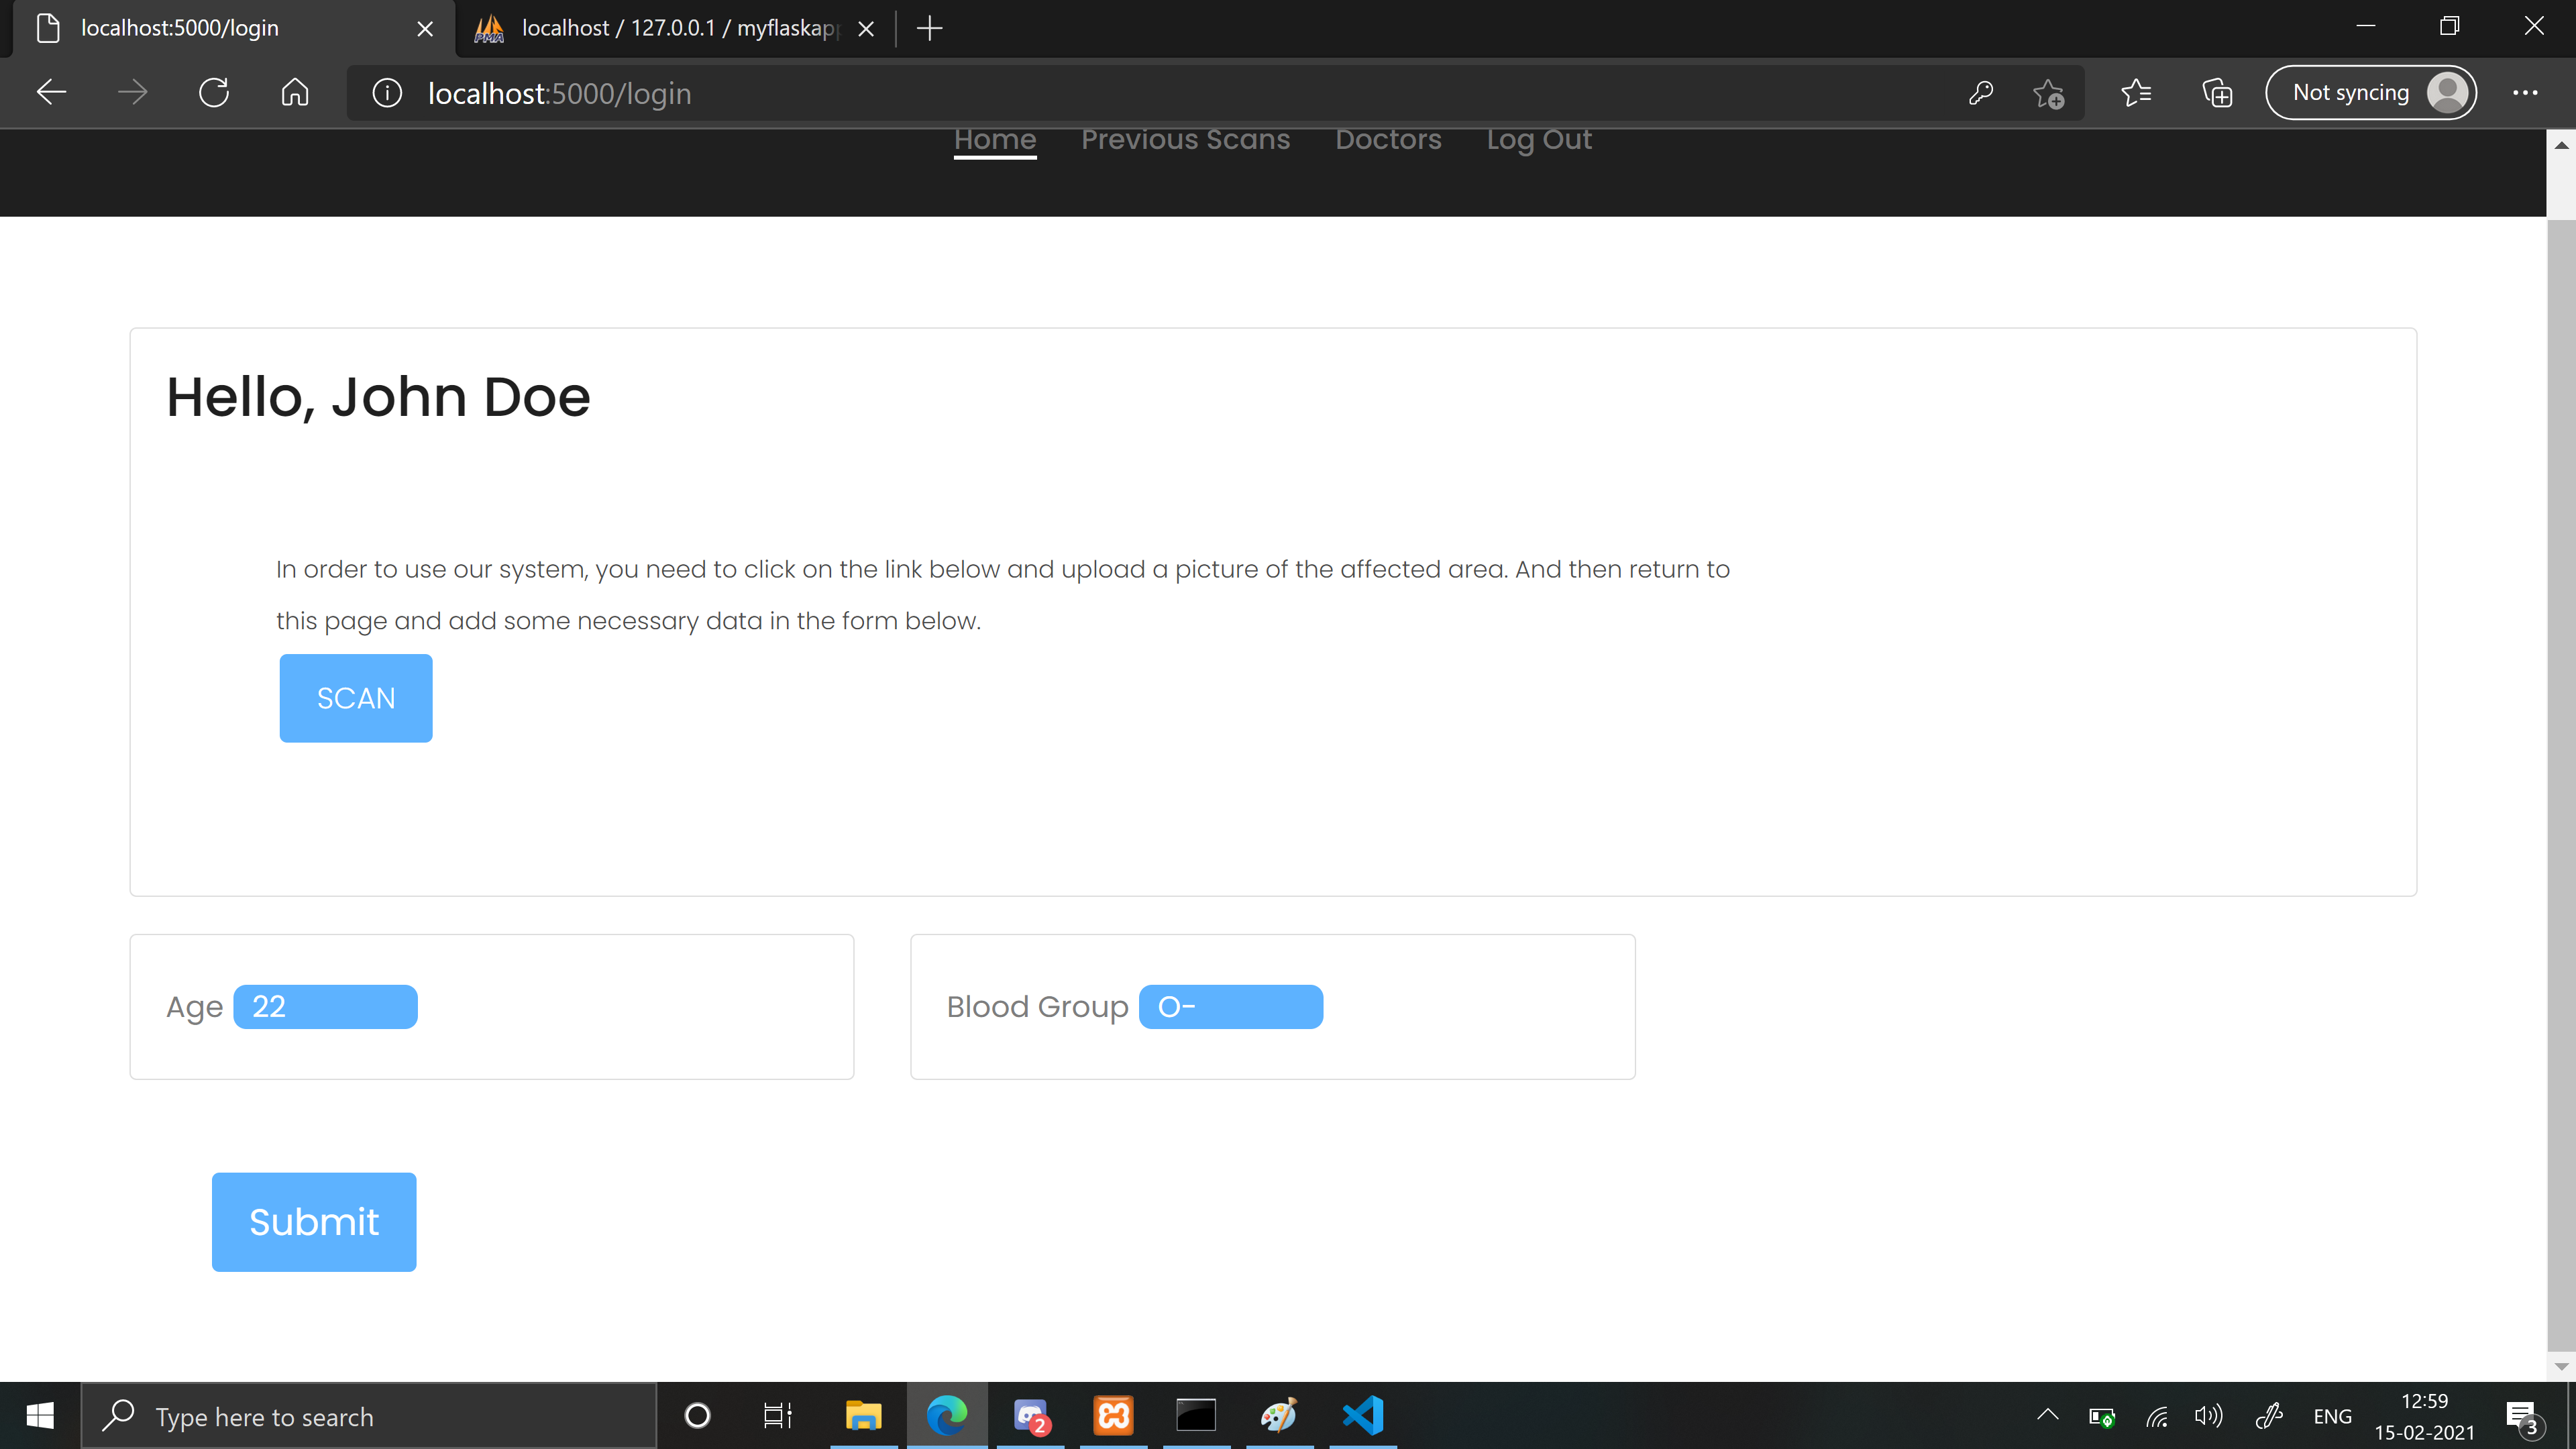 localhost:5000/login
localhost / 127.0.0.1 / myflaskap
localhost:5000/login
Not syncing
Home Previous Scans Doctors Log Out
Hello, John Doe
In order to use our system, you need to click on the link below and upload a picture of the affected area. And then return to
this page and add some necessary data in the form below.
SCAN
Age 22
Blood Group O-
Submit
Type here to search
2
ENG
12:59
15-02-2021
3
PMA